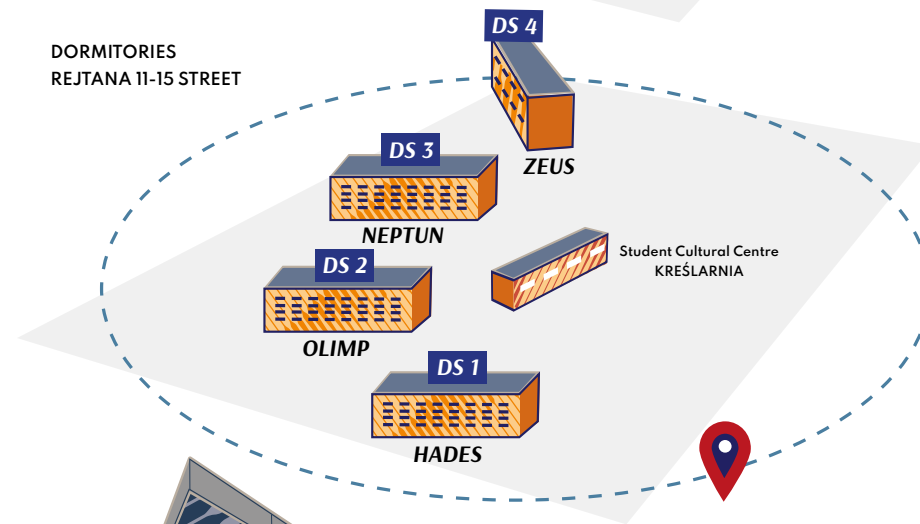 DORMITORIES
REJTANA 11-15 STREET
DS 4
ZEUS
DS 3
NEPTUN
Student Cultural Centre
KREŚLARNIA
DS 2
OLIMP
DS 1
HADES